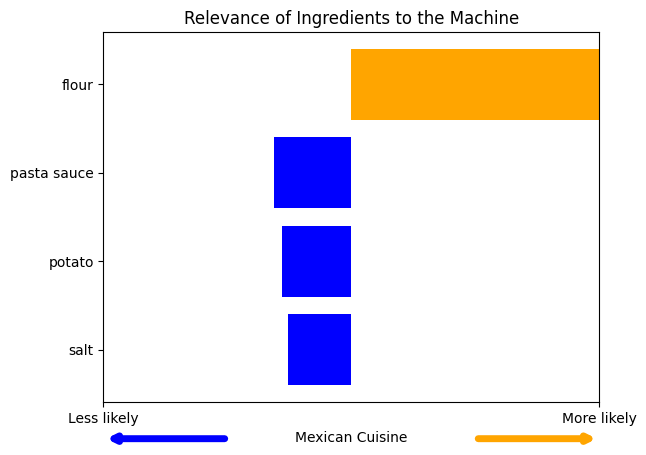 Relevance of Ingredients to the Machine
flour
pasta sauce
potato
salt
Less likely
More likely
Mexican Cuisine